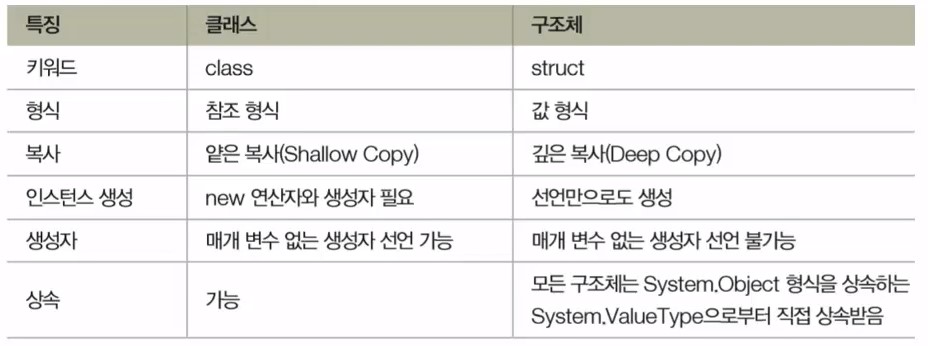 특징 클래스 구조체
키워드 class struct
형식 참조 형식 값 형식
복사 얕은 복사(Shallow Copy) 깊은 복사(Deep Copy)
인스턴스 생성 new 연산자와 생성자 필요 선언만으로도 생성
생성자 매개 변수 없는 생성자 선언 가능 매개 변수 없는 생성자 선언 불가능
상속 가능 모든 구조체는 System.Object 형식을 상속하는
System.ValueType으로부터 직접 상속받음